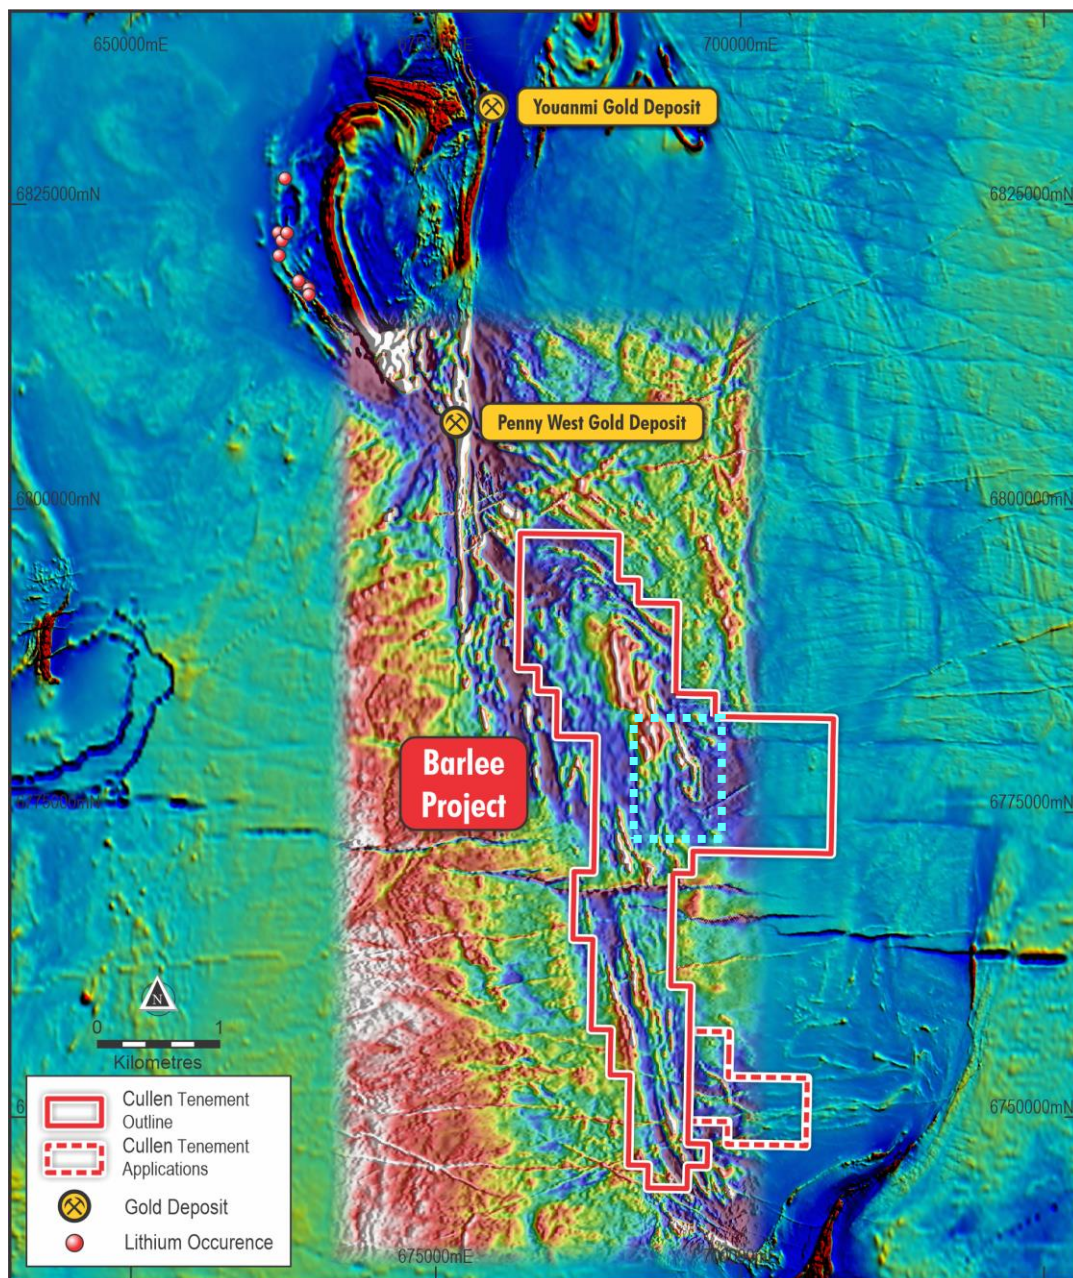 650000mE
700000mE
Youanmi Gold Deposit
6825000mN
6825000mN
Penny West Gold Deposit
6800000mN
6800000mN
Barlee
Project
6775000mN
N
0 1
Kilometres
Cullen Tenement
Outline
Cullen Tenement
Applications
Gold Deposit
Lithium Occurence
6750000mN
675000mE